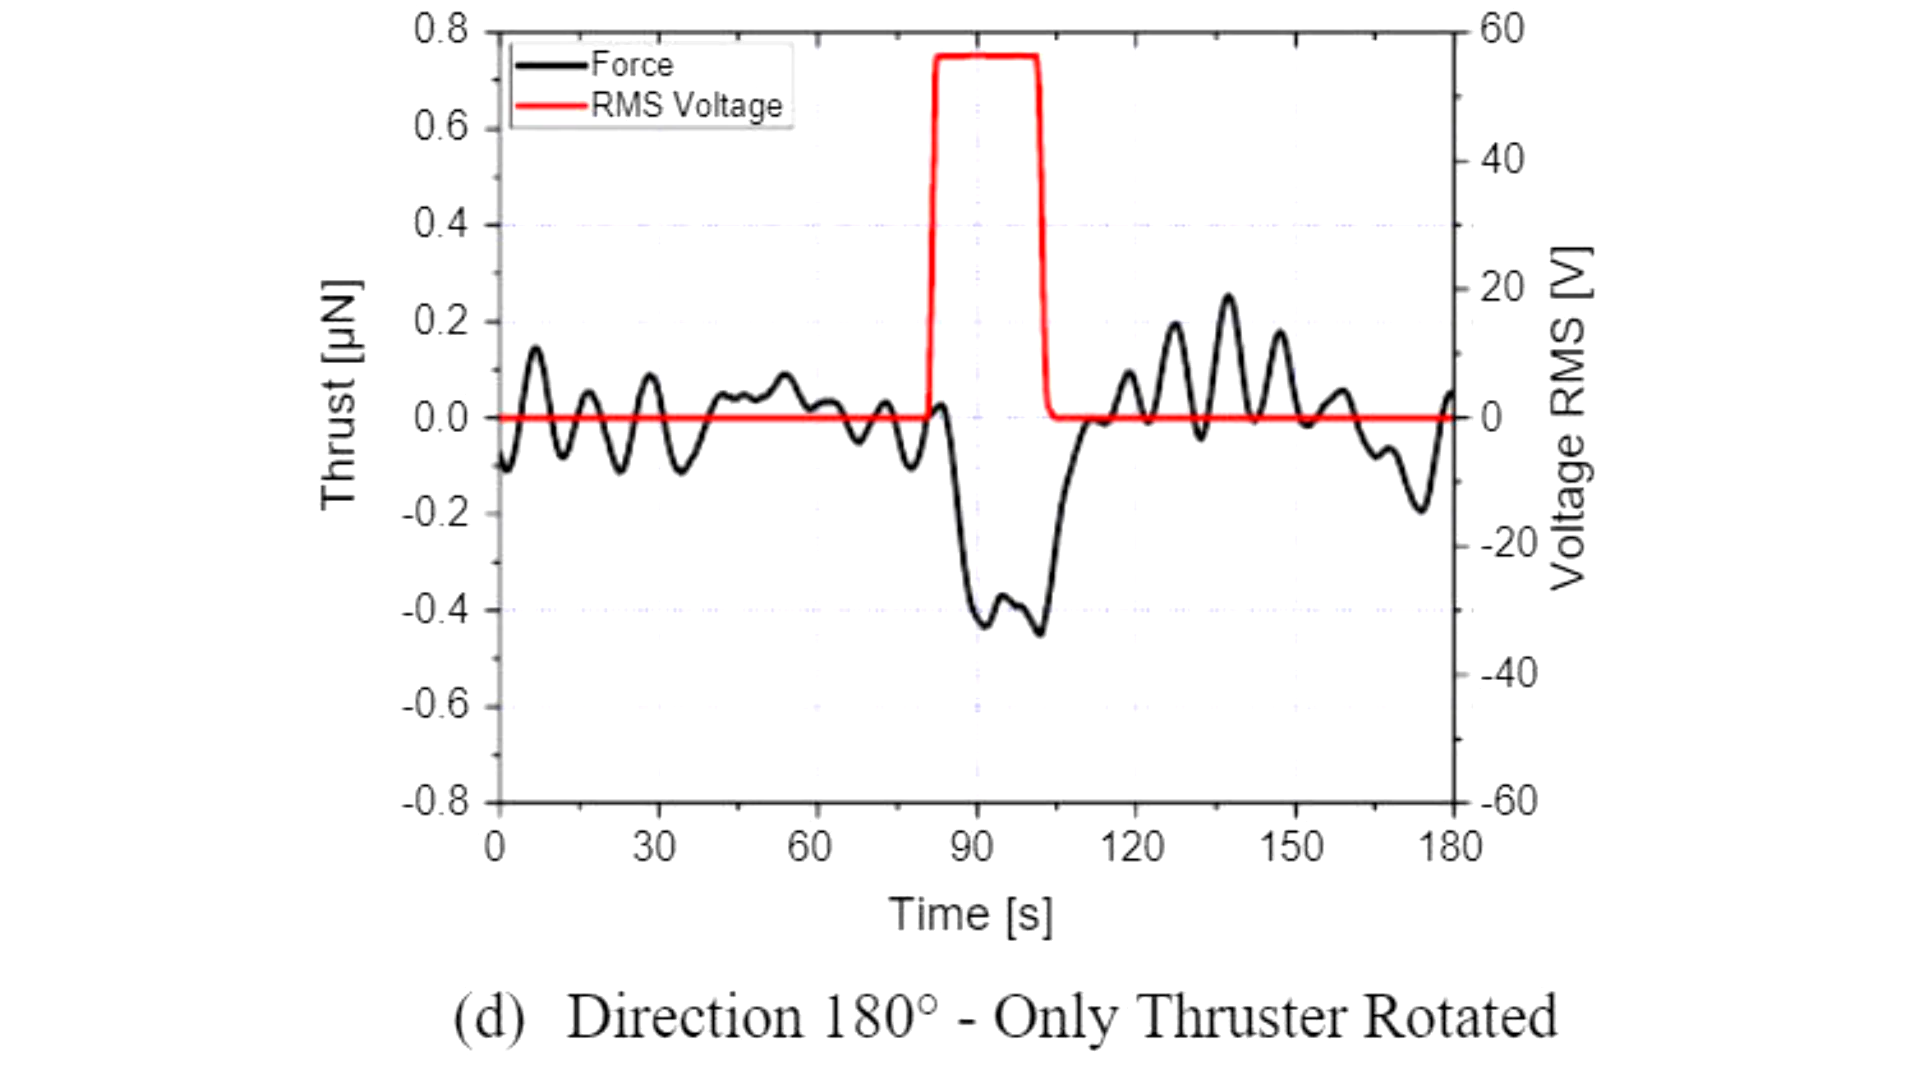 0.8
0.6
0.4
0.2
0.0
-0.2
-0.4
-0.6
-0.8
Thrust [µN]
Force
RMS Voltage
60
40
20
0
-20
-40
-60
Voltage RMS [V]
0 30 60 90 120 150 180
Time [s]
(d) Direction 180° - Only Thruster Rotated